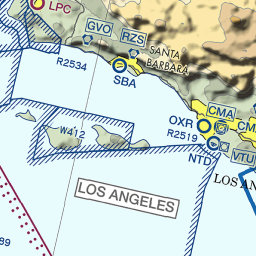 LPC
GVO
RZS
SANTA
BARBARA
R2534
SBA
CMA
OXR
CM
W412
R2519
VTU
NTD
LOS AN
LOS ANGELES
89